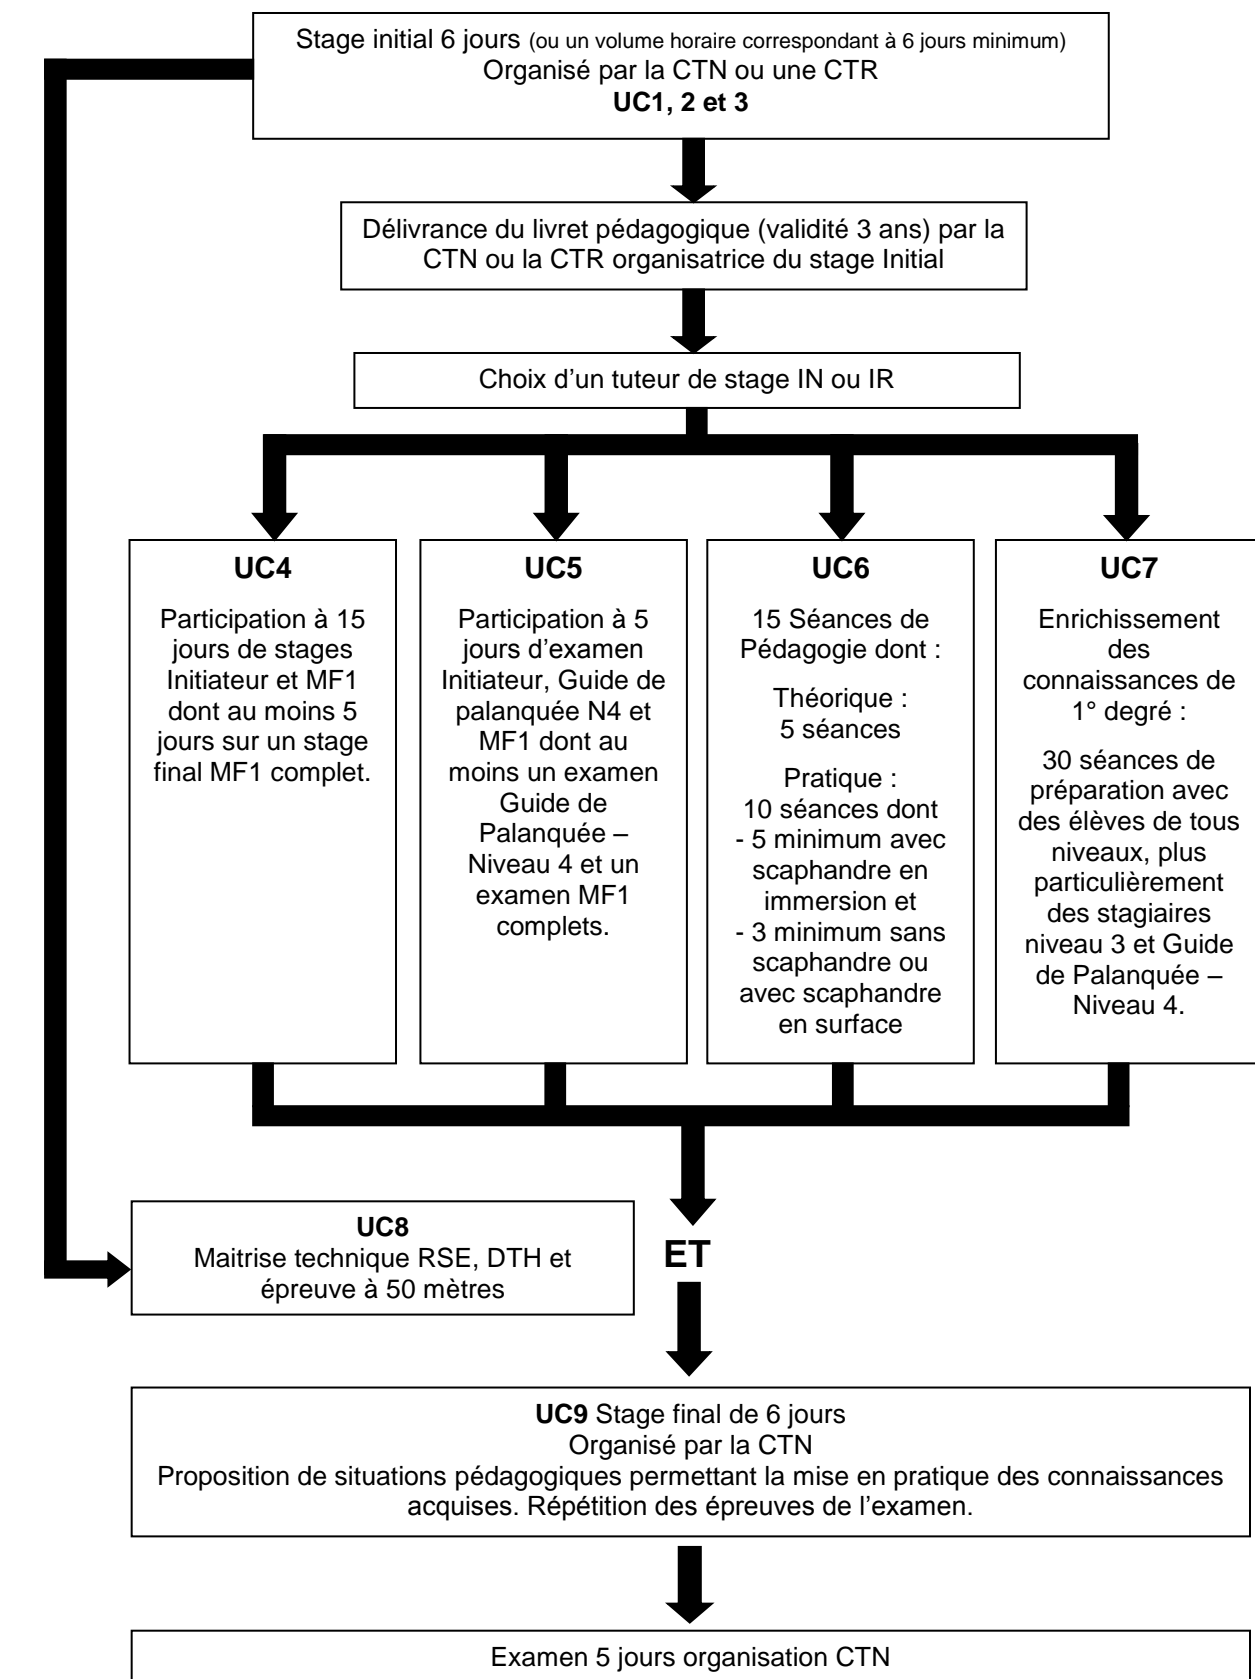 Stage initial 6 jours (ou un volume horaire correspondant à 6 jours minimum)
Organisé par la CTN ou une CTR
UC1, 2 et 3
Délivrance du livret pédagogique (validité 3 ans) par la
CTN ou la CTR organisatrice du stage Initial
Choix d’un tuteur de stage IN ou IR
UC4
Participation à 15
jours de stages
Initiateur et MF1
dont au moins 5
jours sur un stage
final MF1 complet.
UC5
Participation à 5
jours d’examen
Initiateur, Guide de
palanquée N4 et
MF1 dont au
moins un examen
Guide de
Palanquée –
Niveau 4 et un
examen MF1
complets.
UC6
15 Séances de
Pédagogie dont :
Théorique :
5 séances
Pratique :
10 séances dont
- 5 minimum avec
scaphandre en
immersion et
- 3 minimum sans
scaphandre ou
avec scaphandre
en surface
UC7
Enrichissement
des
connaissances de
1° degré :
30 séances de
préparation avec
des élèves de tous
niveaux, plus
particulièrement
des stagiaires
niveau 3 et Guide
de Palanquée –
Niveau 4.
UC8
Maitrise technique RSE, DTH et
épreuve à 50 mètres
ET
UC9 Stage final de 6 jours
Organisé par la CTN
Proposition de situations pédagogiques permettant la mise en pratique des connaissances
acquises. Répétition des épreuves de l’examen.
Examen 5 jours organisation CTN